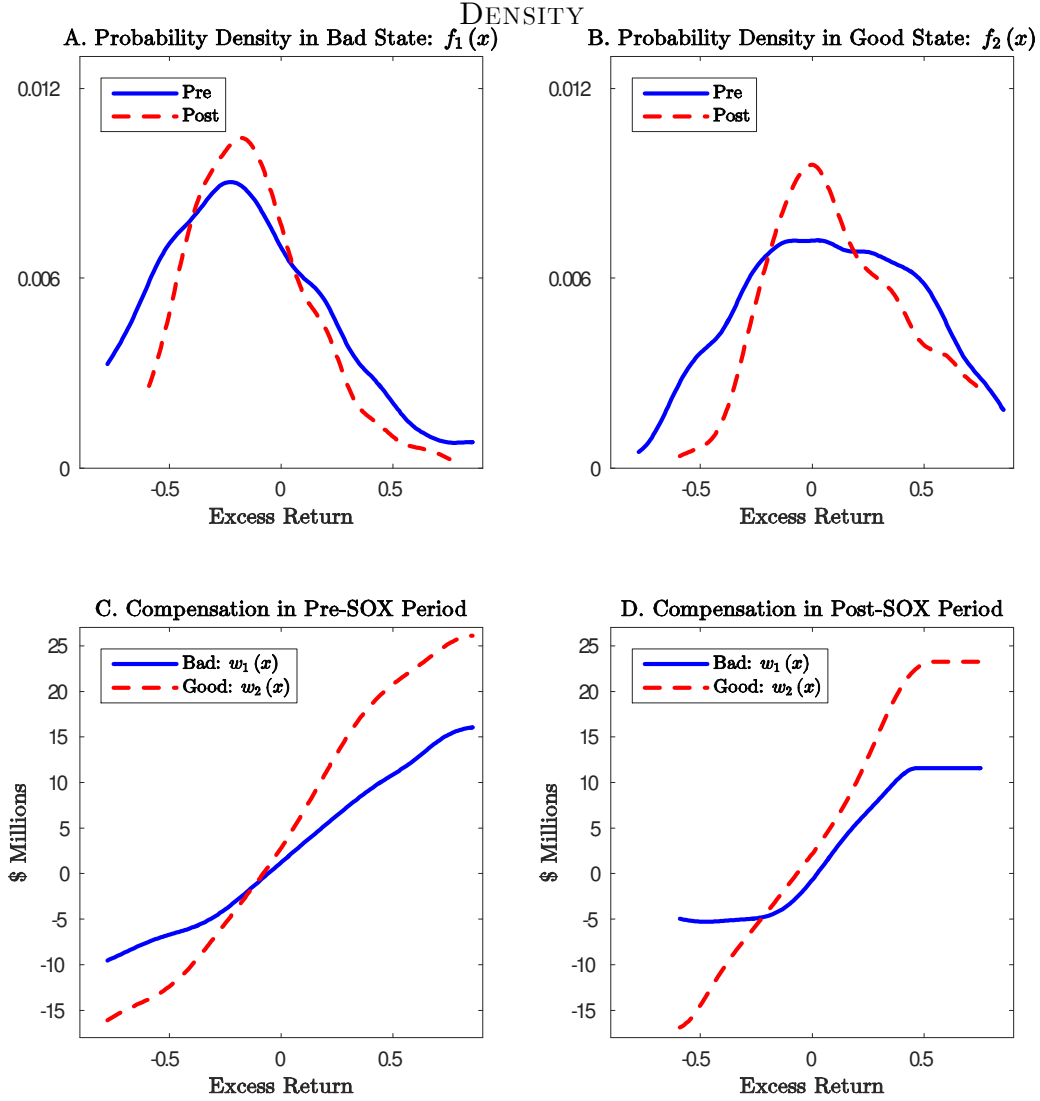 DENSITY
A. Probability Density in Bad State: f₁ (x)
B. Probability Density in Good State: f₂ (x)
0.012
0.006
0
Pre
Post
-0.5 0 0.5
Excess Return
0.012
0.006
0
Pre
Post
-0.5 0 0.5
Excess Return
C. Compensation in Pre-SOX Period
25
20
15
10
5
0
-5
-10
-15
$ Millions
Bad: w₁ (x)
Good: w₂ (x)
-0.5 0 0.5
Excess Return
D. Compensation in Post-SOX Period
25
20
15
10
5
0
-5
-10
-15
$ Millions
Bad: w₁ (x)
Good: w₂ (x)
-0.5 0 0.5
Excess Return